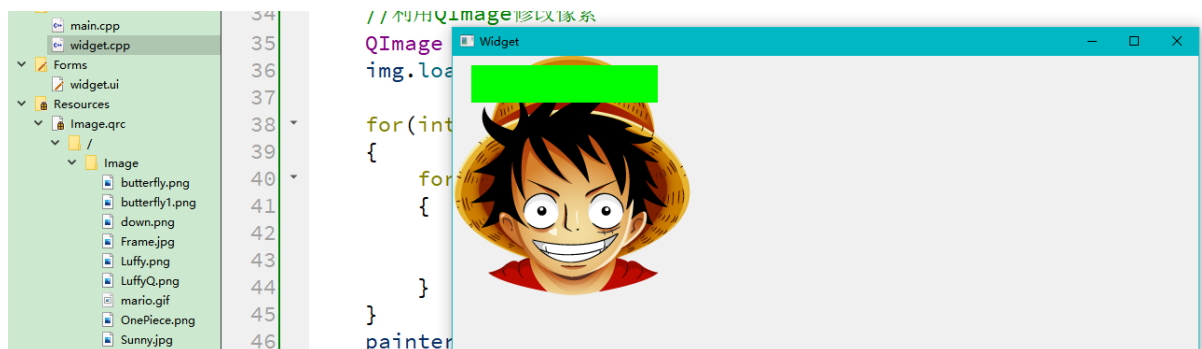 main.cpp
widget.cpp
Forms
widget.ui
Resources
Image.qrc
/
Image
butterfly.png
butterfly1.png
down.png
Frame.jpg
Luffy.png
LuffyQ.png
mario.gif
OnePiece.png
Sunny.jpg
34 //利用QImage修改像素
35 QImage
36 img.loa
37
38 for(int
39 {
40 for
41 {
42
43
44 }
45 }
46 painter
Widget